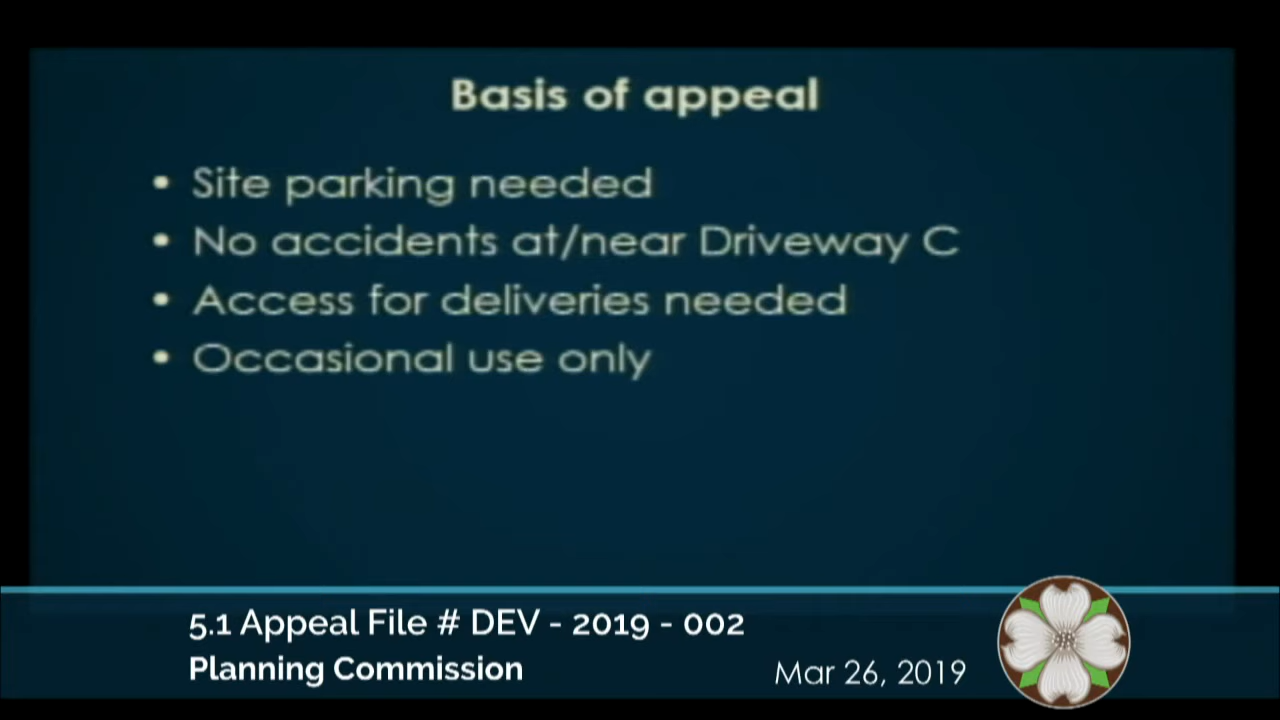 Basis of appeal
• Site parking needed
• No accidents at/near Driveway C
• Access for deliveries needed
• Occasional use only
5.1 Appeal File # DEV - 2019 - 002
Planning Commission
Mar 26, 2019